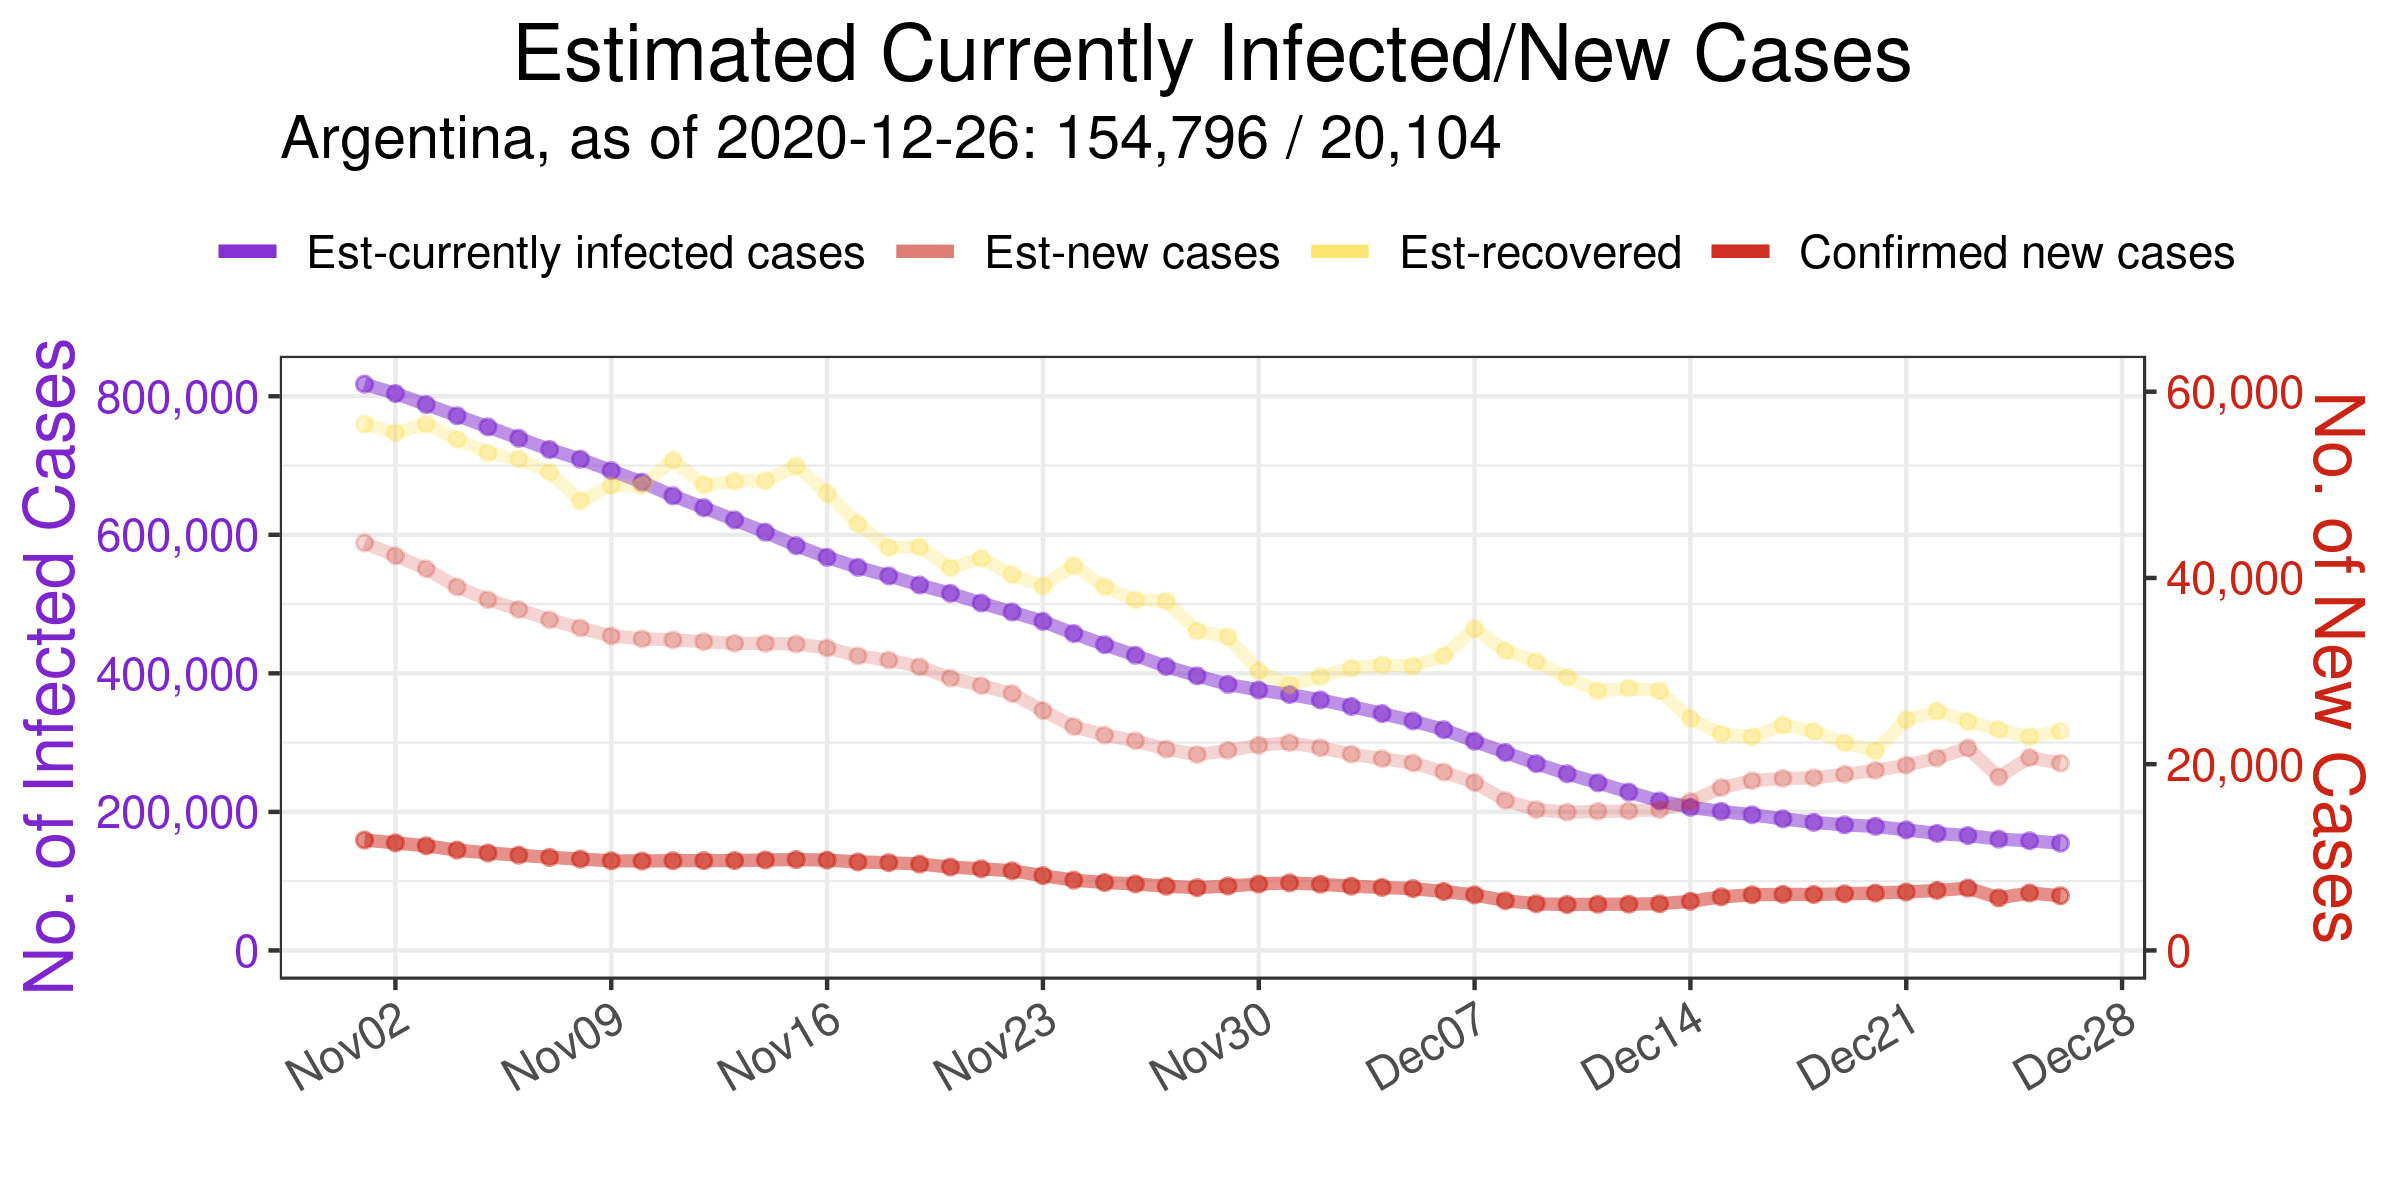 Estimated Currently Infected/New Cases
Argentina, as of 2020-12-26: 154,796 / 20,104
Est-currently infected cases Est-new cases Est-recovered Confirmed new cases
No. of Infected Cases
800,000
600,000
400,000
200,000
0
60,000
40,000
20,000
0
No. of New Cases
Nov02 Nov09 Nov16 Nov23 Nov30 Dec07 Dec14 Dec21 Dec28